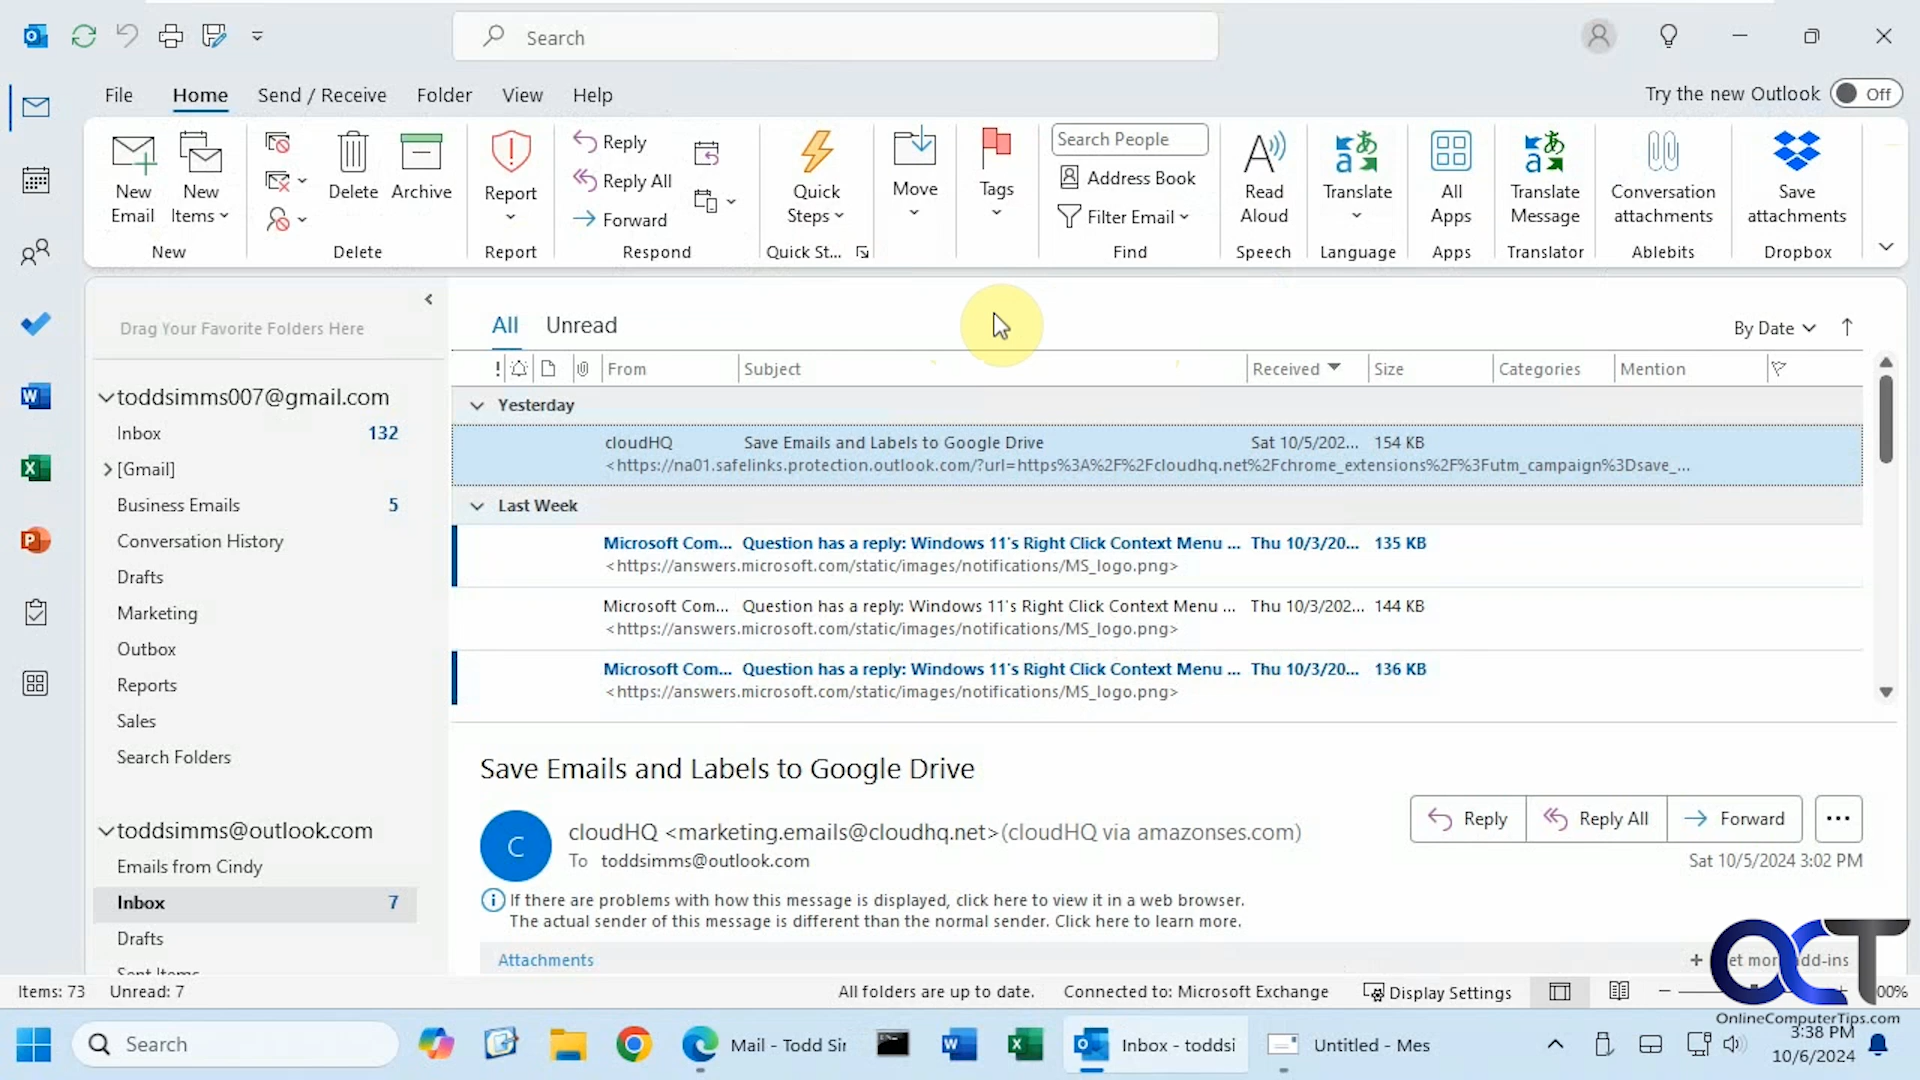 Search
File Home Send / Receive Folder View Help
Try the new Outlook Off
New Email
New Items
New
Delete
Archive
Delete
Report
Report
Reply
Reply All
Forward
Respond
Quick Steps
Quick St...
Move
Tags
Search People
Address Book
Filter Email
Find
Read Aloud
Speech
Translate
Language
All Apps
Apps
Translate Message
Translator
Conversation attachments
Ablebits
Save attachments
Dropbox
Drag Your Favorite Folders Here
toddsimms007@gmail.com
Inbox 132
[Gmail]
Business Emails 5
Conversation History
Drafts
Marketing
Outbox
Reports
Sales
Search Folders
toddsimms@outlook.com
Emails from Cindy
Inbox 7
Drafts
Sent Items
All Unread
By Date
! From Subject Received Size Categories Mention
Yesterday
cloudHQ Save Emails and Labels to Google Drive Sat 10/5/202... 154 KB
<https://na01.safelinks.protection.outlook.com/?url=https%3A%2F%2Fcloudhq.net%2Fchrome_extensions%2F%3Futm_campaign%3Dsave_...
Last Week
Microsoft Com... Question has a reply: Windows 11's Right Click Context Menu ... Thu 10/3/20... 135 KB
<https://answers.microsoft.com/static/images/notifications/MS_logo.png>
Microsoft Com... Question has a reply: Windows 11's Right Click Context Menu ... Thu 10/3/202... 144 KB
<https://answers.microsoft.com/static/images/notifications/MS_logo.png>
Microsoft Com... Question has a reply: Windows 11's Right Click Context Menu ... Thu 10/3/20... 136 KB
<https://answers.microsoft.com/static/images/notifications/MS_logo.png>
Save Emails and Labels to Google Drive
C
cloudHQ <marketing.emails@cloudhq.net>(cloudHQ via amazonses.com)
To toddsimms@outlook.com
Reply Reply All Forward ...
Sat 10/5/2024 3:02 PM
If there are problems with how this message is displayed, click here to view it in a web browser.
The actual sender of this message is different than the normal sender. Click here to learn more.
Attachments
+ et mor dd-ins
OCT
OnlineComputerTips.com
Items: 73 Unread: 7
All folders are up to date. Connected to: Microsoft Exchange Display Settings 00%
Search
Mail - Todd Sir
Inbox - toddsi
Untitled - Mes
3:38 PM
10/6/2024